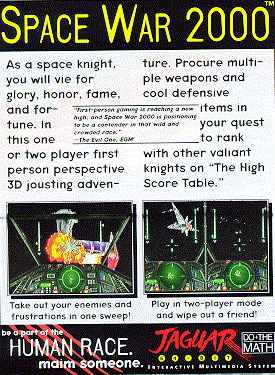 SPACE WAR 2000™
As a space knight,
you will vie for
glory, honor, fame,
and for-
tune. In
this one
or two player first
person perspective
3D jousting adven-
ture. Procure multi-
ple weapons and
cool defensive
items in
your quest
to rank
with other valiant
knights on "The High
Score Table."
"First-person gaming is reaching a new
high, and Space War 2000 is positioning
to be a contender in that wild and
crowded race."
—The Evil One, EGM
Take out your enemies and
frustrations in one sweep!
Play in two-player mode
and wipe out a friend!
be a part of the
HUMAN RACE.
maim someone.
JAGUAR
64-BIT
INTERACTIVE MULTIMEDIA SYSTEM
DO THE
MATH